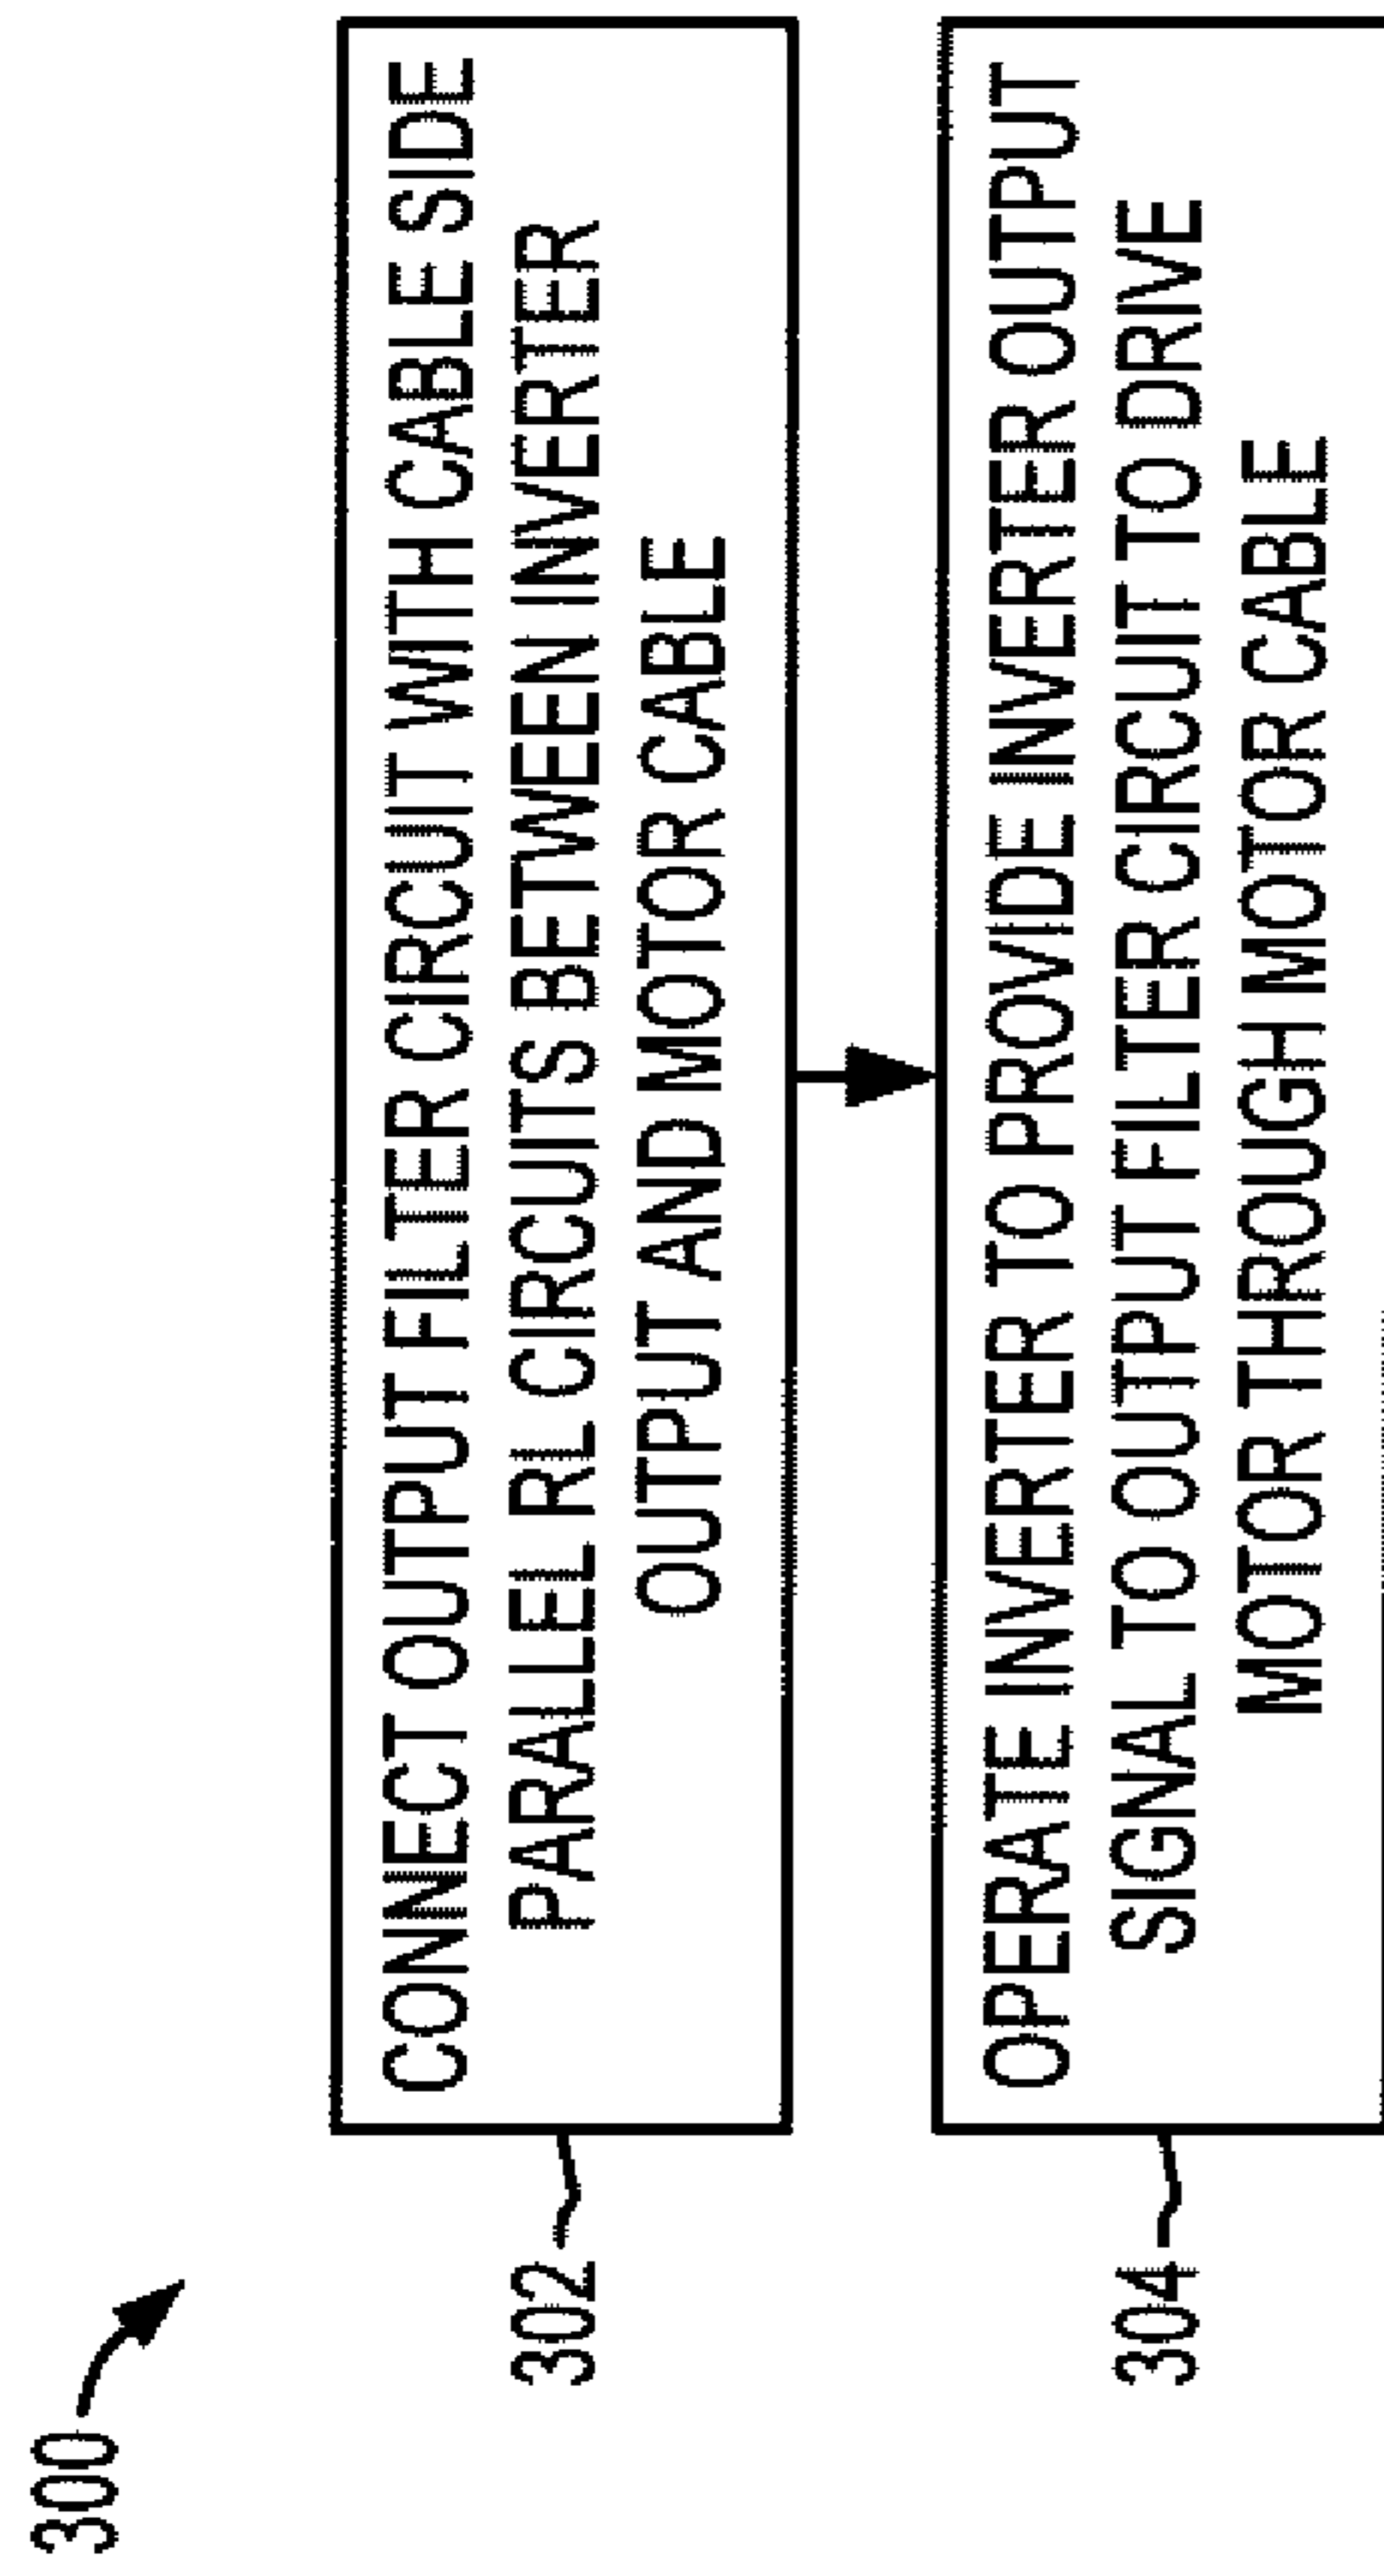 300
302
CONNECT OUTPUT FILTER CIRCUIT WITH CABLE SIDE
PARALLEL RL CIRCUITS BETWEEN INVERTER
OUTPUT AND MOTOR CABLE
304
OPERATE INVERTER TO PROVIDE INVERTER OUTPUT
SIGNAL TO OUTPUT FILTER CIRCUIT TO DRIVE
MOTOR THROUGH MOTOR CABLE